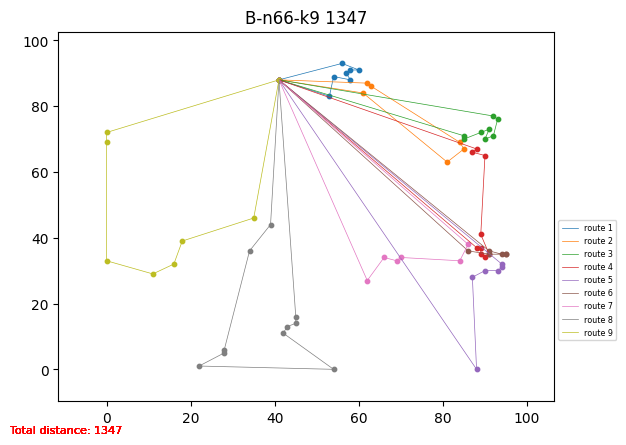 B-n66-k9 1347
100
80
60
40
20
0
0 20 40 60 80 100
route 1
route 2
route 3
route 4
route 5
route 6
route 7
route 8
route 9
Total distance: 1347